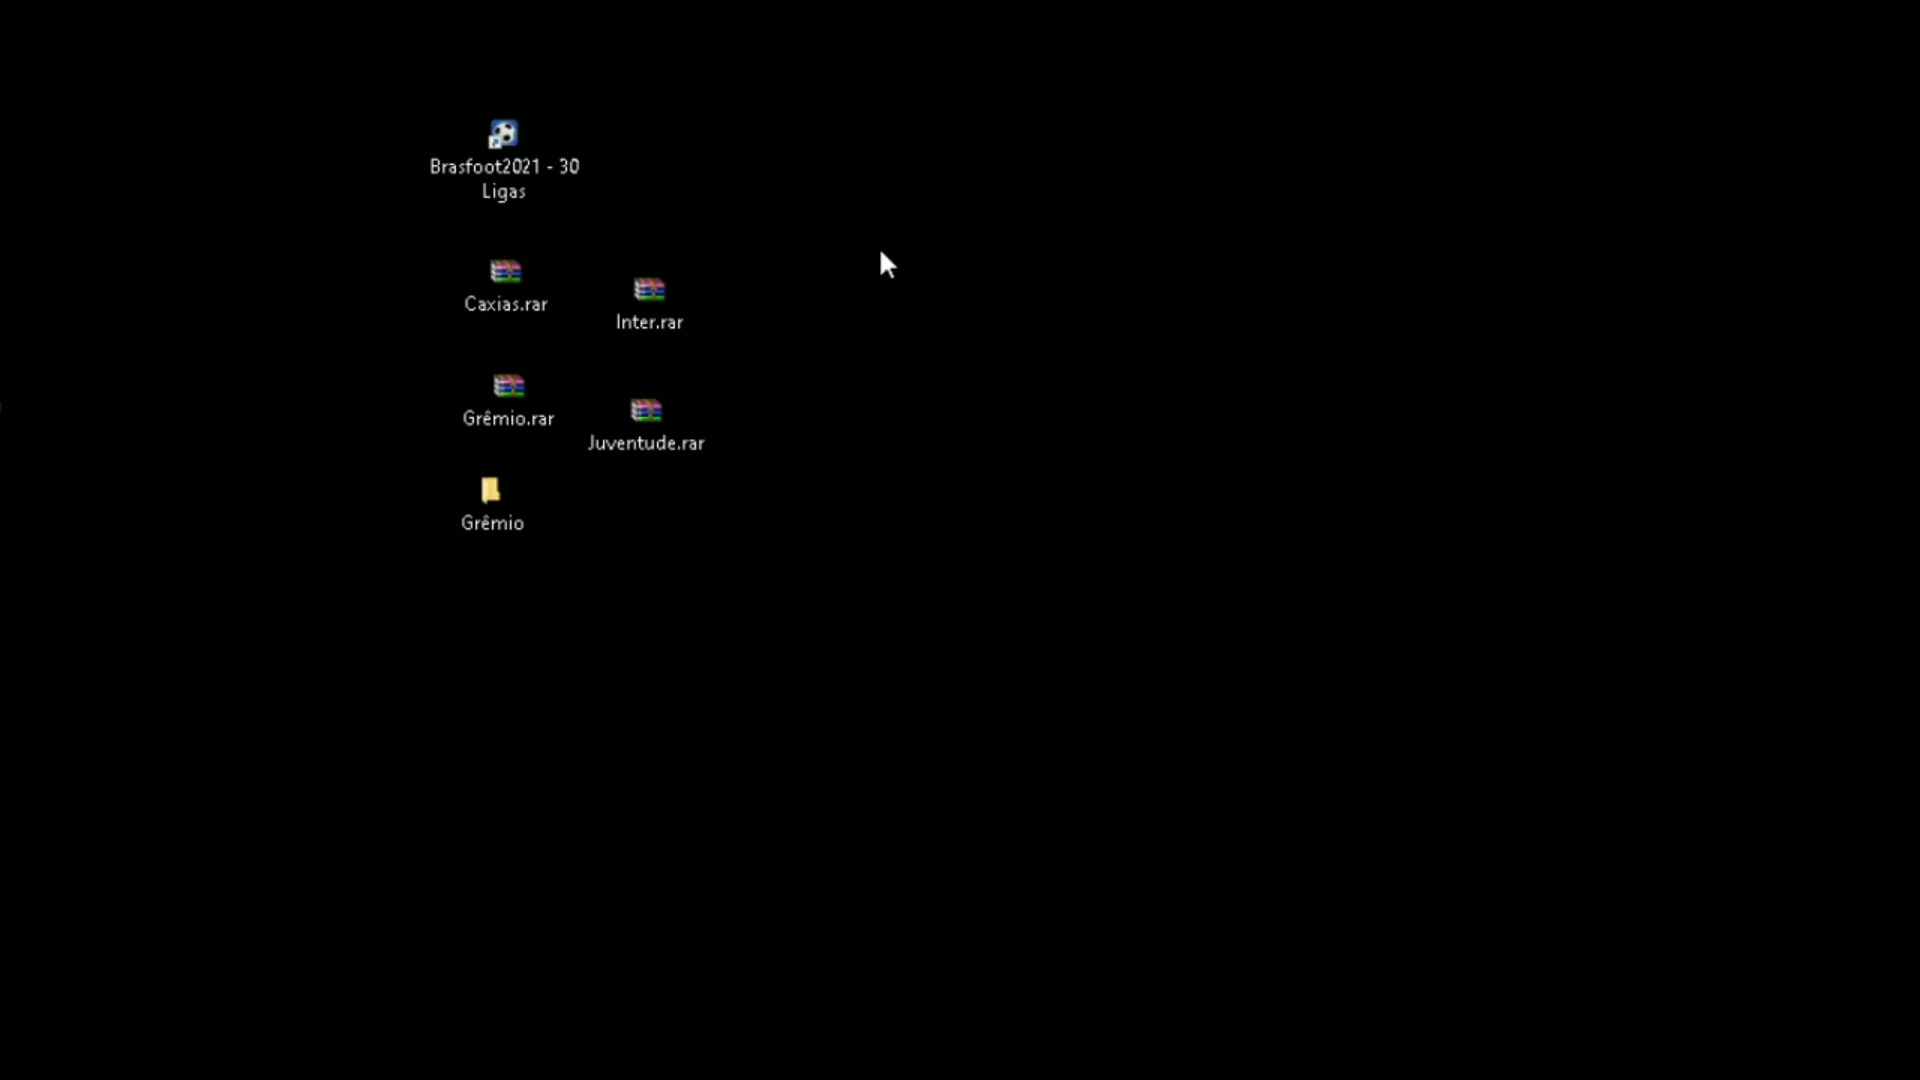 Brasfoot2021 - 30
Ligas
Caxias.rar
Inter.rar
Grêmio.rar
Juventude.rar
Grêmio